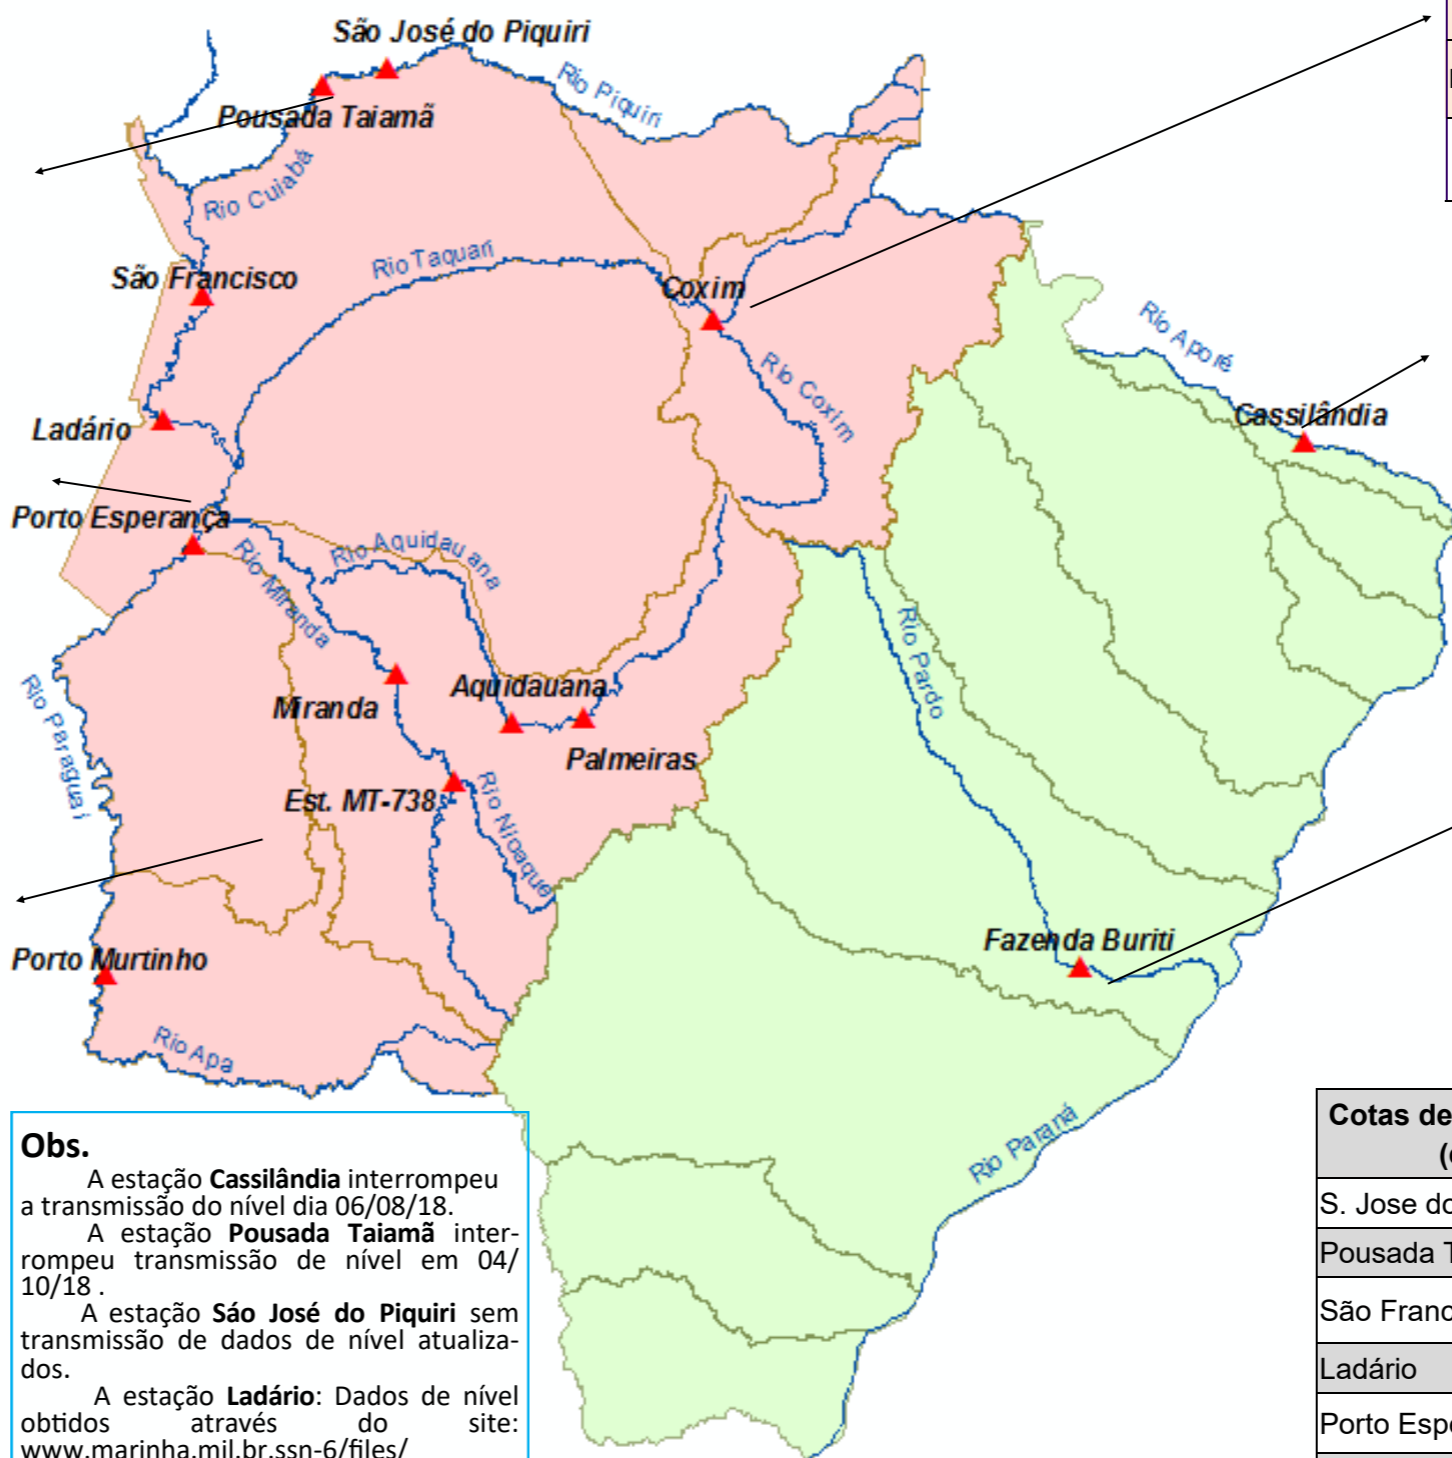 São José do Piquiri
Rio Piquiri
Pousada Taiamã
Rio Cuiabá
Rio Taquari
São Francisco
Coxim
Rio Coxim
Rio Aporé
Cassilândia
Ladário
Porto Esperança
Rio Miranda
Rio Aquidauana
Rio Pardo
Rio Paraguai
Miranda
Aquidauana
Palmeiras
Est. MT-738
Rio Nioaque
Fazenda Buriti
Porto Murtinho
Rio Apa
Rio Paraná
Obs.
A estação Cassilândia interrompeu
a transmissão do nível dia 06/08/18.
A estação Pousada Taiamã inter-
rompeu transmissão de nível em 04/
10/18 .
A estação Sáo José do Piquiri sem
transmissão de dados de nível atualiza-
dos.
A estação Ladário: Dados de nível
obtidos através do site:
www.marinha.mil.br.ssn-6/files/
Cotas de
S. Jose do
Pousada
São Franc
Ladário
Porto Esp